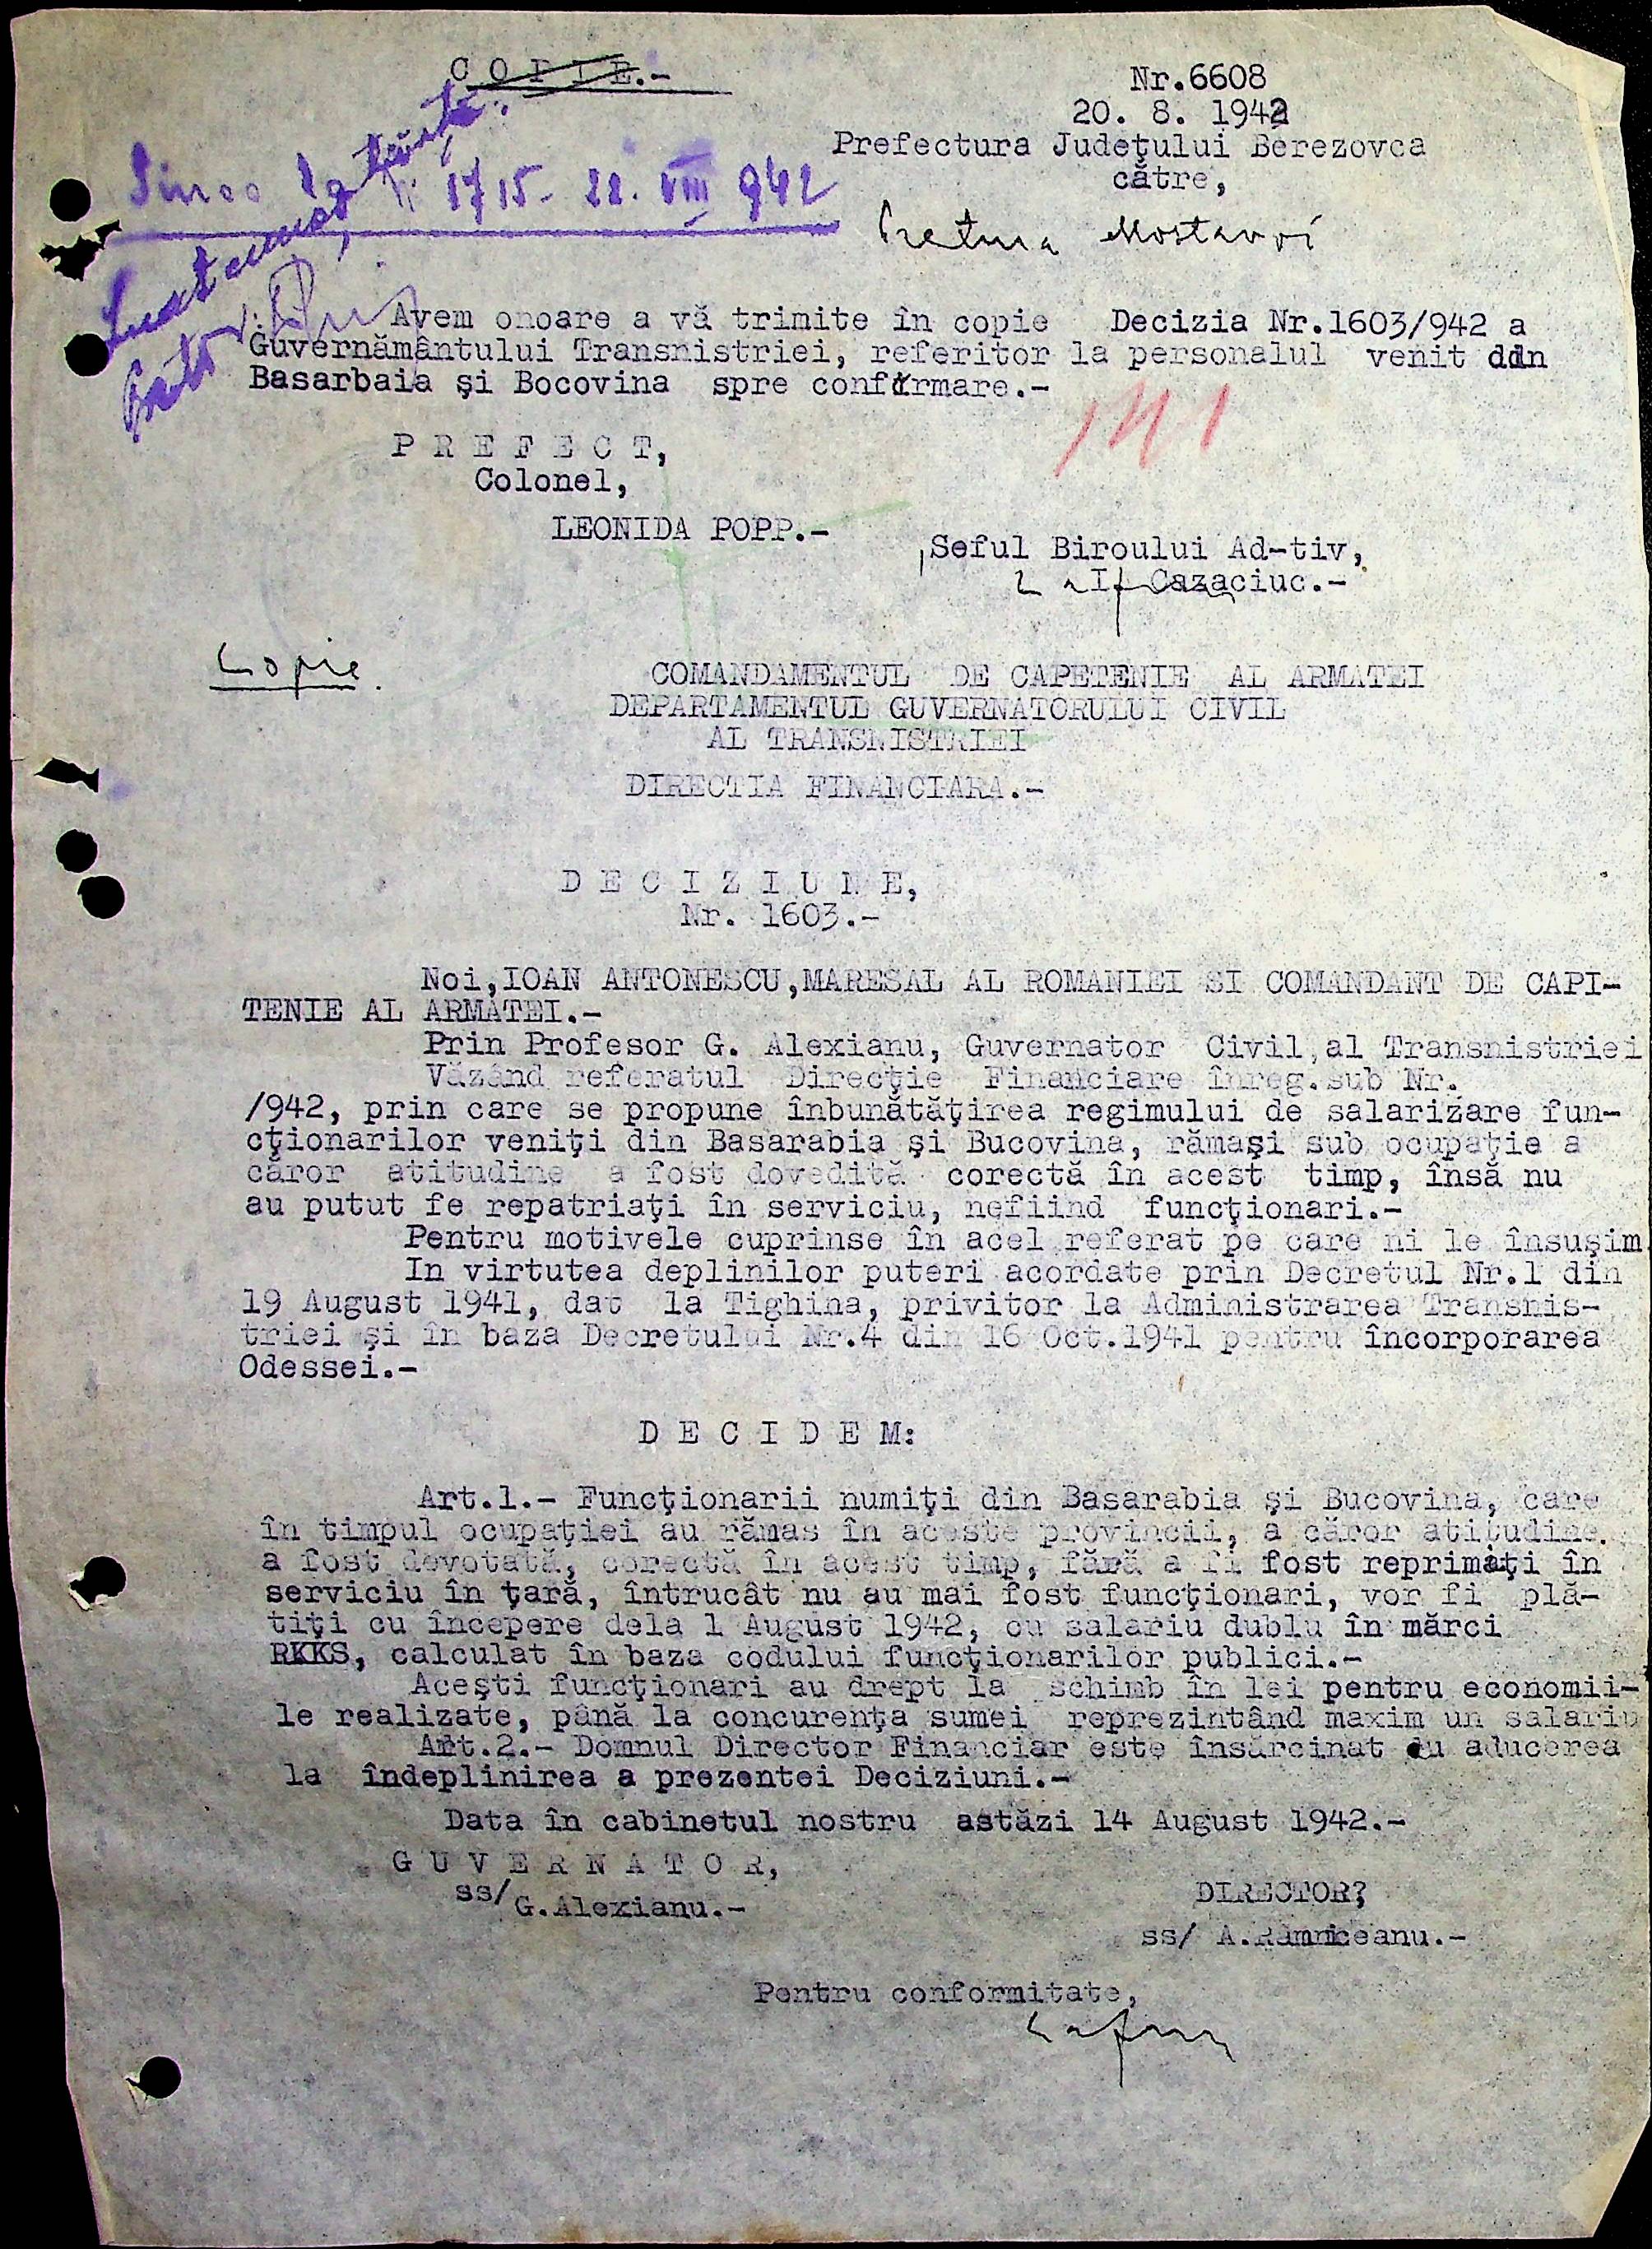 C O P I E.-
Nr.6608
20. 8. 1942
Prefectura Judeţului Berezovca
către,
Pretura Mostovoi
1715- 22. VIII 942
Luat cunoştinţă
Avem onoare a vă trimite în copie Decizia Nr.1603/942 a
Guvernământului Transnistriei, referitor la personalul venit din
Basarbaia şi Bocovina spre confirmare.-
141
P R E F E C T,
Colonel,
LEONIDA POPP.-
Seful Biroului Ad-tiv,
I. Cazaciuc.-
Copie.
COMANDAMENTUL DE CAPETENIE AL ARMATEI
DEPARTAMENTUL GUVERNATORULUI CIVIL
AL TRANSNISTRIEI
DIRECTIA FINANCIARA.-
D E C I Z I U N E,
Nr. 1603.-
Noi,IOAN ANTONESCU,MARESAL AL ROMANIEI SI COMANDANT DE CAPI-
TENIE AL ARMATEI.-
Prin Profesor G. Alexianu, Guvernator Civil,al Transnistriei
Văzând referatul Direcţie Financiare înreg.sub Nr.
/942, prin care se propune înbunătăţirea regimului de salarizare fun-
cţionarilor veniţi din Basarabia şi Bucovina, rămaşi sub ocupaţie a
căror atitudine a fost dovedită corectă în acest timp, însă nu
au putut fe repatriaţi în serviciu, nefiind funcţionari.-
Pentru motivele cuprinse în acel referat pe care ni le însuşim
In virtutea deplinilor puteri acordate prin Decretul Nr.1 din
19 August 1941, dat la Tighina, privitor la Administrarea Transnis-
triei şi în baza Decretului Nr.4 din 16 Oct.1941 pentru încorporarea
Odessei.-
D E C I D E M:
Art.1.- Funcţionarii numiţi din Basarabia şi Bucovina, care
în timpul ocupaţiei au rămas în aceste provincii, a căror atitudine
a fost devotată, corectă în acest timp, fără a fi fost reprimaţi în
serviciu în ţară, întrucât nu au mai fost funcţionari, vor fi plă-
tiţi cu începere dela 1 August 1942, cu salariu dublu în mărci
RKKS, calculat în baza codului funcţionarilor publici.-
Aceşti funcţionari au drept la schimb în lei pentru economii-
le realizate, până la concurenţa sumei reprezintând maxim un salariu
Art.2.- Domnul Director Financiar este însărcinat cu aducerea
la îndeplinirea a prezentei Deciziuni.-
Data în cabinetul nostru astăzi 14 August 1942.-
G U V E R N A T O R,
ss/ G.Alexianu.-
DIRECTOR?
ss/ A.Râmniceanu.-
Pentru conformitate,